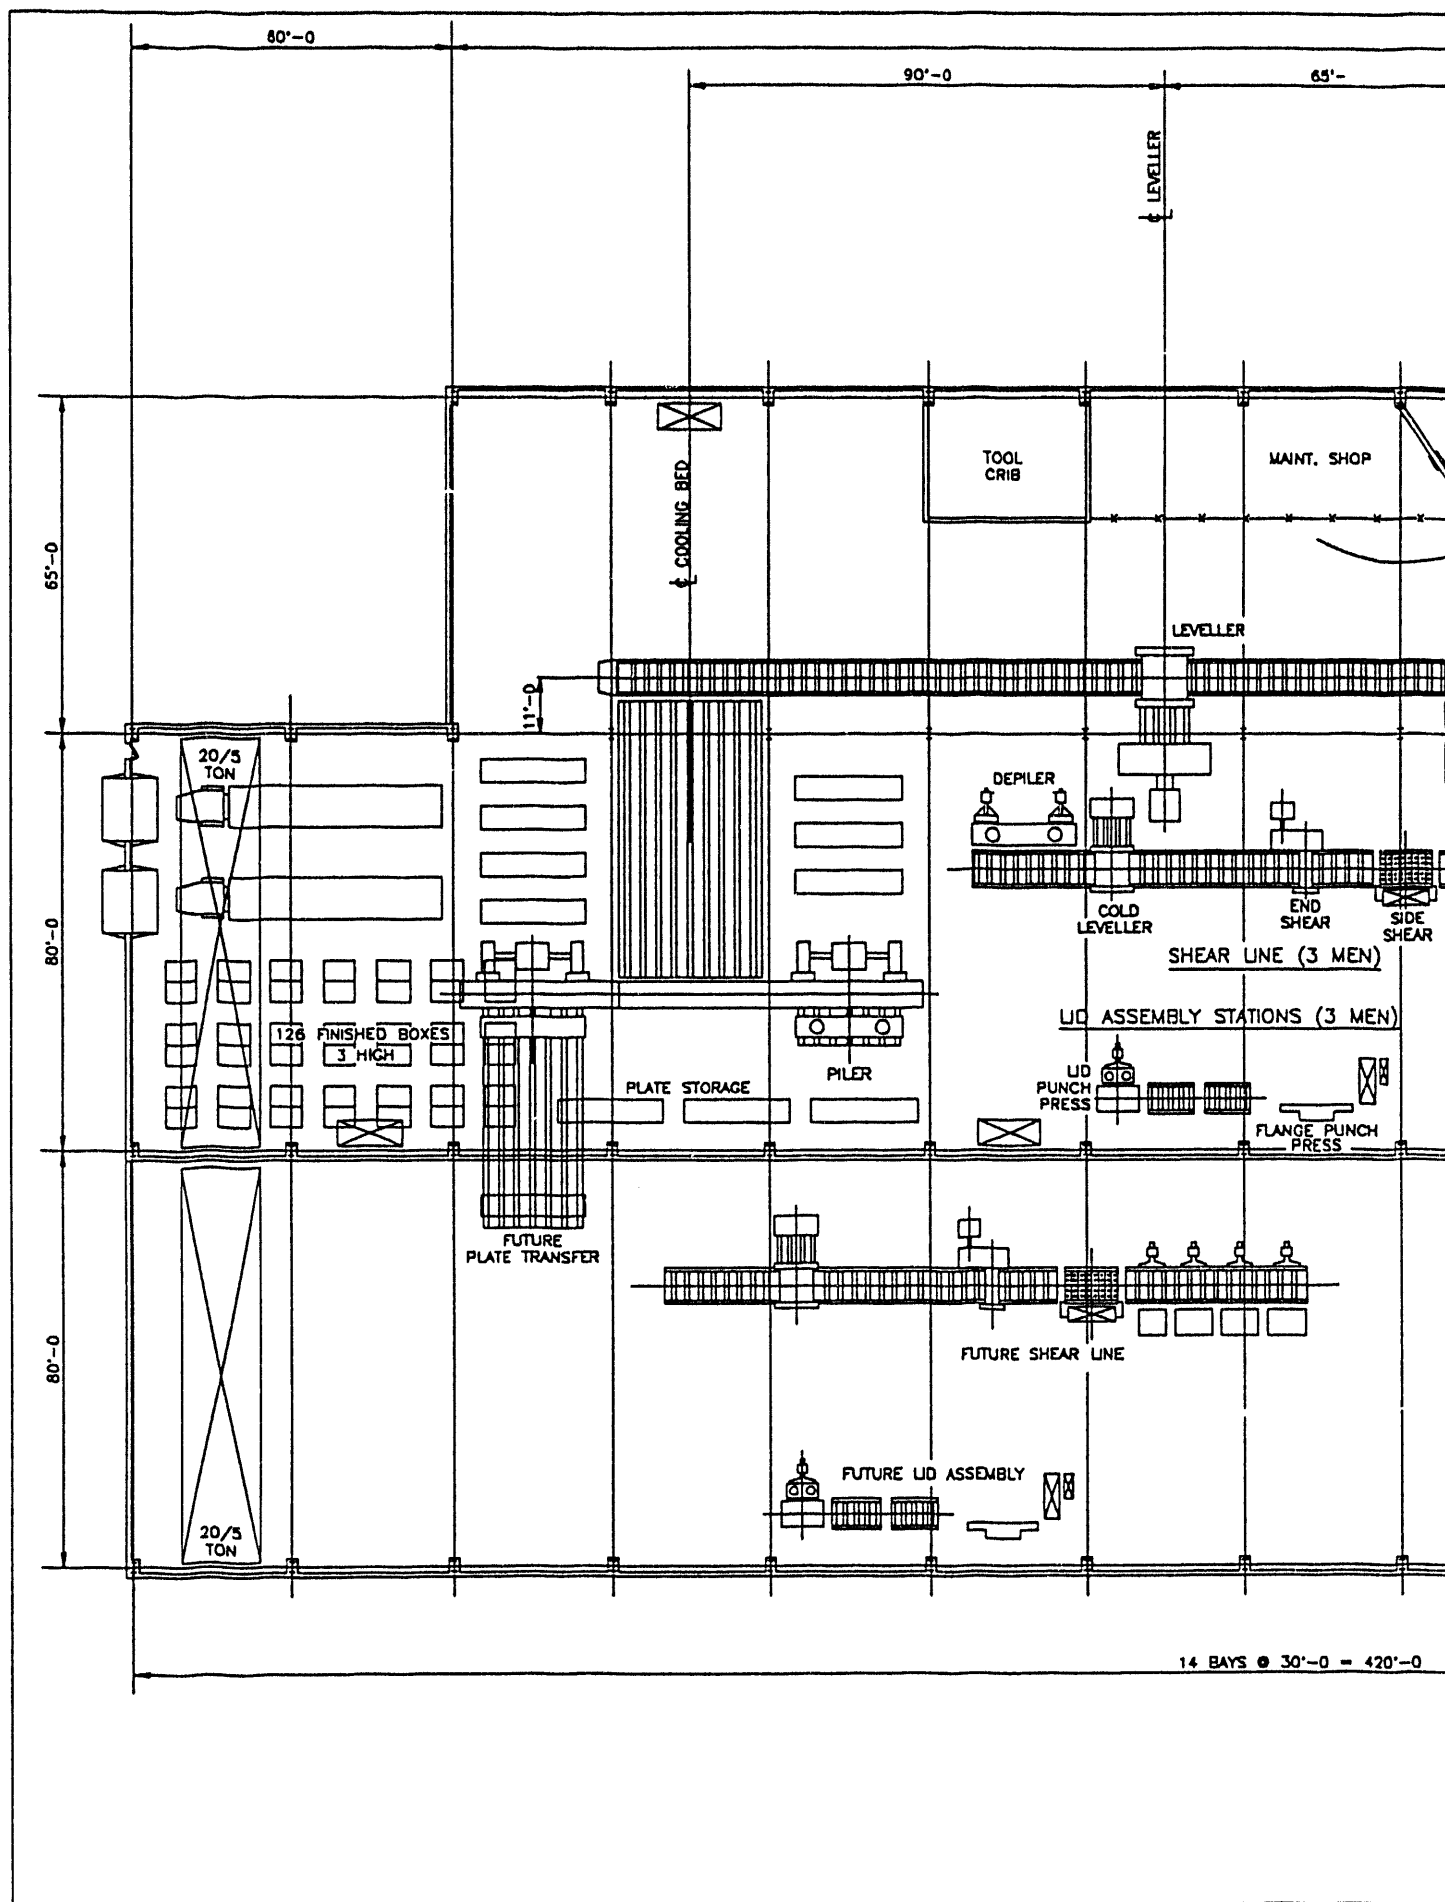 60'-0
90'-0
65'-
℄ LEVELLER
TOOL
CRIB
MAINT. SHOP
℄ COOLING BED
65'-0
LEVELLER
11'-0
20/5
TON
DEPILER
80'-0
COLD
LEVELLER
END
SHEAR
SIDE
SHEAR
SHEAR LINE (3 MEN)
LID ASSEMBLY STATIONS (3 MEN)
126 FINISHED BOXES
3 HIGH
LID
PUNCH
PRESS
PILER
PLATE STORAGE
FLANGE PUNCH
PRESS
FUTURE
PLATE TRANSFER
80'-0
FUTURE SHEAR LINE
FUTURE LID ASSEMBLY
20/5
TON
14 BAYS @ 30'-0 = 420'-0